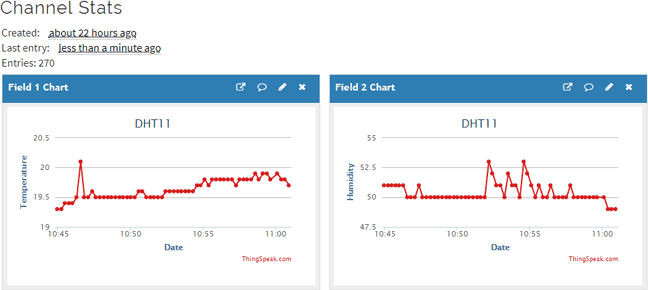 Channel Stats
Created: about 22 hours ago
Last entry: less than a minute ago
Entries: 270
Field 1 Chart
DHT11
Temperature
20.5
20
19.5
19
10:45 10:50 10:55 11:00
Date
ThingSpeak.com
Field 2 Chart
DHT11
Humidity
55
52.5
50
47.5
10:45 10:50 10:55 11:00
Date
ThingSpeak.com